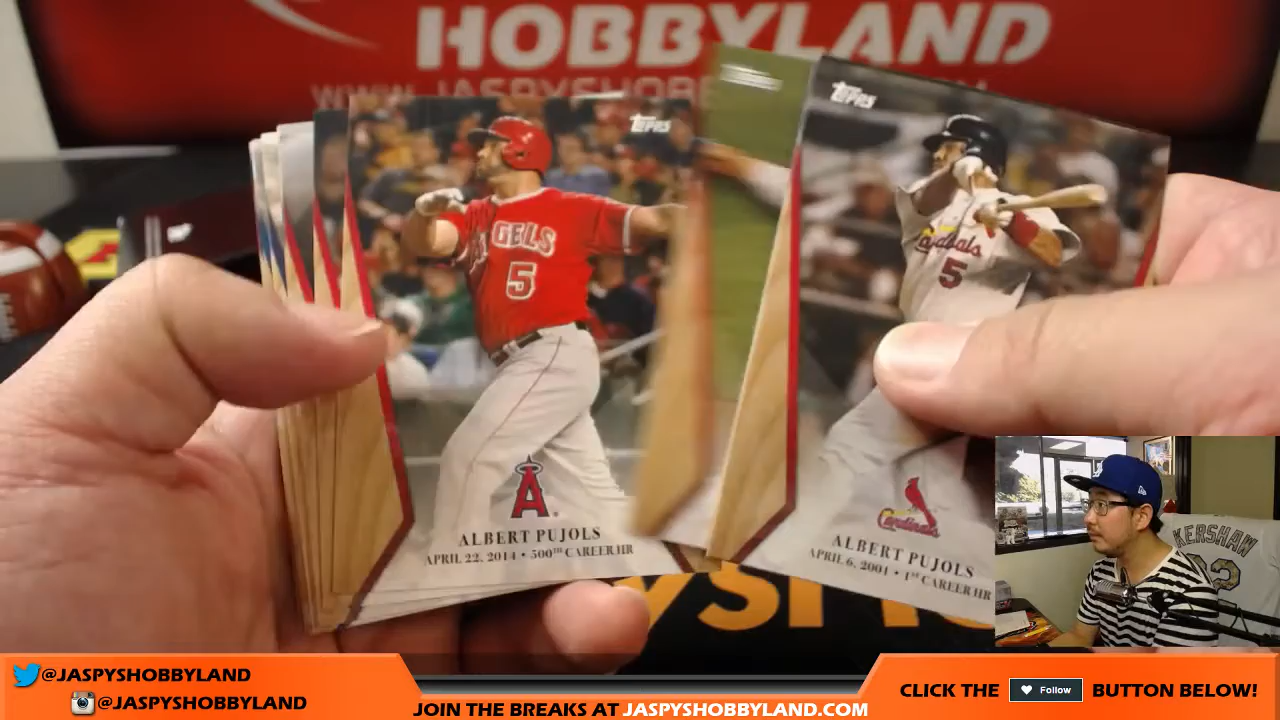 HOBBYLAND
WWW.JASPYSHOBBY
TOPPS
TOPPS
ANGELS
5
Cardinals
5
A
Cardinals
ALBERT PUJOLS
APRIL 22, 2014 • 500TH CAREER HR
ALBERT PUJOLS
APRIL 6, 2001 • 1ST CAREER HR
KERSHAW
@JASPYSHOBBYLAND
@JASPYSHOBBYLAND
JOIN THE BREAKS AT JASPYSHOBBYLAND.COM
CLICK THE Follow BUTTON BELOW!